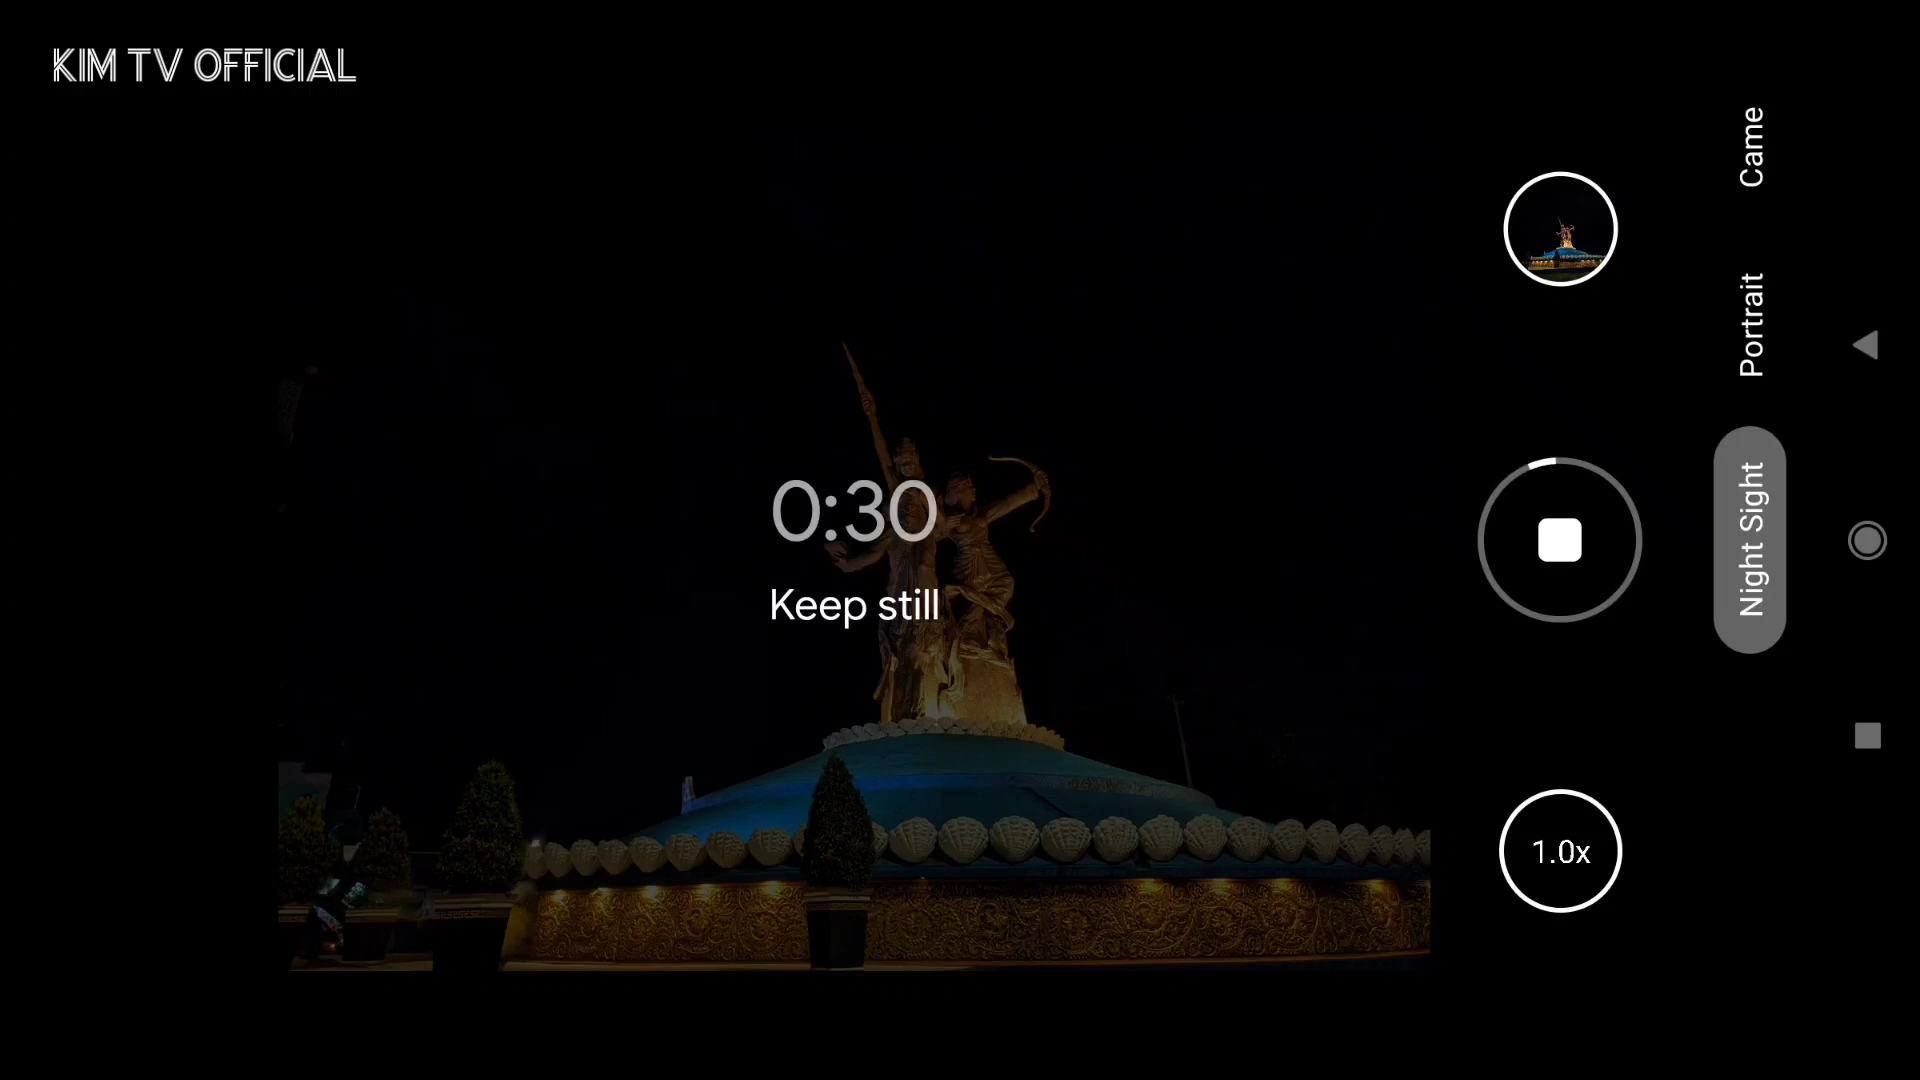 KIM TV OFFICIAL
Came
Portrait
0:30
Night Sight
Keep still
1.0x